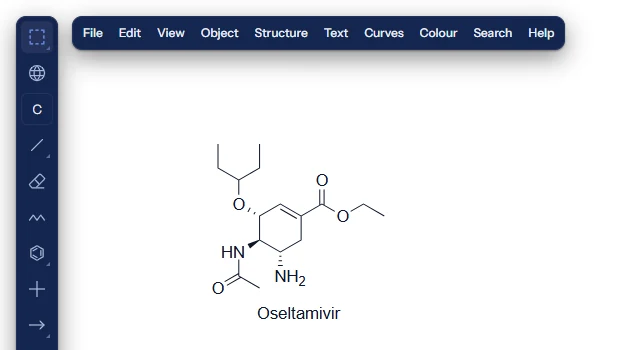 File Edit View Object Structure Text Curves Colour Search Help
C
O
O
O
HN
NH2
O
Oseltamivir